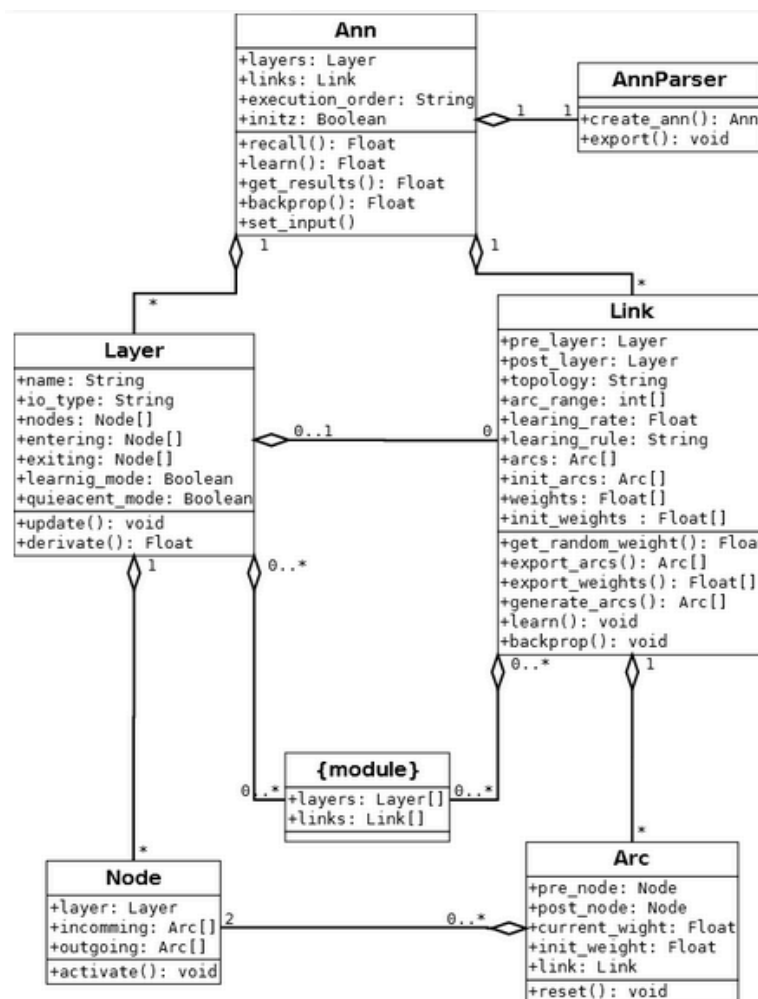 Ann
+layers: Layer
+links: Link
+execution_order: String
+initz: Boolean
+recall(): Float
+learn(): Float
+get_results(): Float
+backprop(): Float
+set_input()
1
1
AnnParser
+create_ann(): Ann
+export(): void
1
1
*
*
Layer
+name: String
+io_type: String
+nodes: Node[]
+entering: Node[]
+exiting: Node[]
+learnig_mode: Boolean
+quieacent_mode: Boolean
+update(): void
+derivate(): Float
0..1
0
Link
+pre_layer: Layer
+post_layer: Layer
+topology: String
+arc_range: int[]
+learing_rate: Float
+learing_rule: String
+arcs: Arc[]
+init_arcs: Arc[]
+weights: Float[]
+init_weights : Float[]
+get_random_weight(): Floa
+export_arcs(): Arc[]
+export_weights(): Float[]
+generate_arcs(): Arc[]
+learn(): void
+backprop(): void
1
0..*
0..*
1
{module}
+layers: Layer[]
+links: Link[]
0..*
0..*
*
*
Node
+layer: Layer
+incomming: Arc[]
+outgoing: Arc[]
+activate(): void
2
0..*
Arc
+pre_node: Node
+post_node: Node
+current_wight: Float
+init_weight: Float
+link: Link
+reset(): void